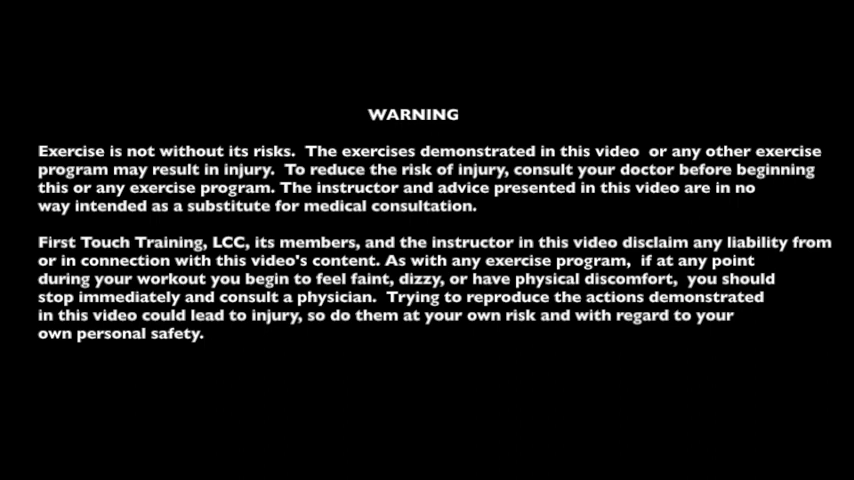 WARNING
Exercise is not without its risks. The exercises demonstrated in this video or any other exercise
program may result in injury. To reduce the risk of injury, consult your doctor before beginning
this or any exercise program. The instructor and advice presented in this video are in no
way intended as a substitute for medical consultation.
First Touch Training, LCC, its members, and the instructor in this video disclaim any liability from
or in connection with this video's content. As with any exercise program, if at any point
during your workout you begin to feel faint, dizzy, or have physical discomfort, you should
stop immediately and consult a physician. Trying to reproduce the actions demonstrated
in this video could lead to injury, so do them at your own risk and with regard to your
own personal safety.